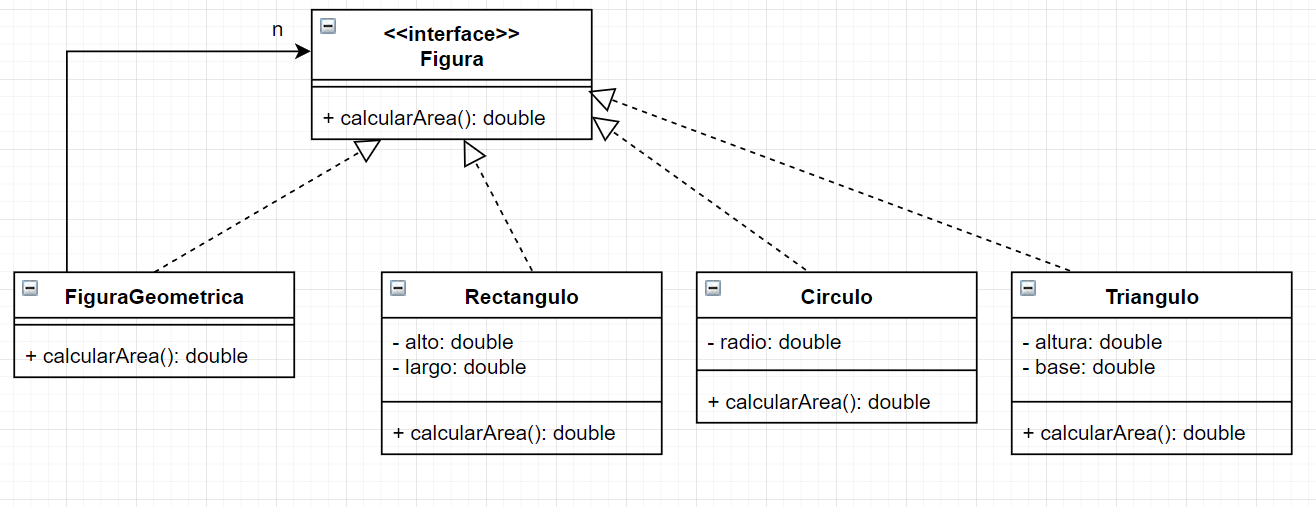 n
<<interface>>
Figura
+ calcularArea(): double
FiguraGeometrica
+ calcularArea(): double
Rectangulo
- alto: double
- largo: double
+ calcularArea(): double
Circulo
- radio: double
+ calcularArea(): double
Triangulo
- altura: double
- base: double
+ calcularArea(): double